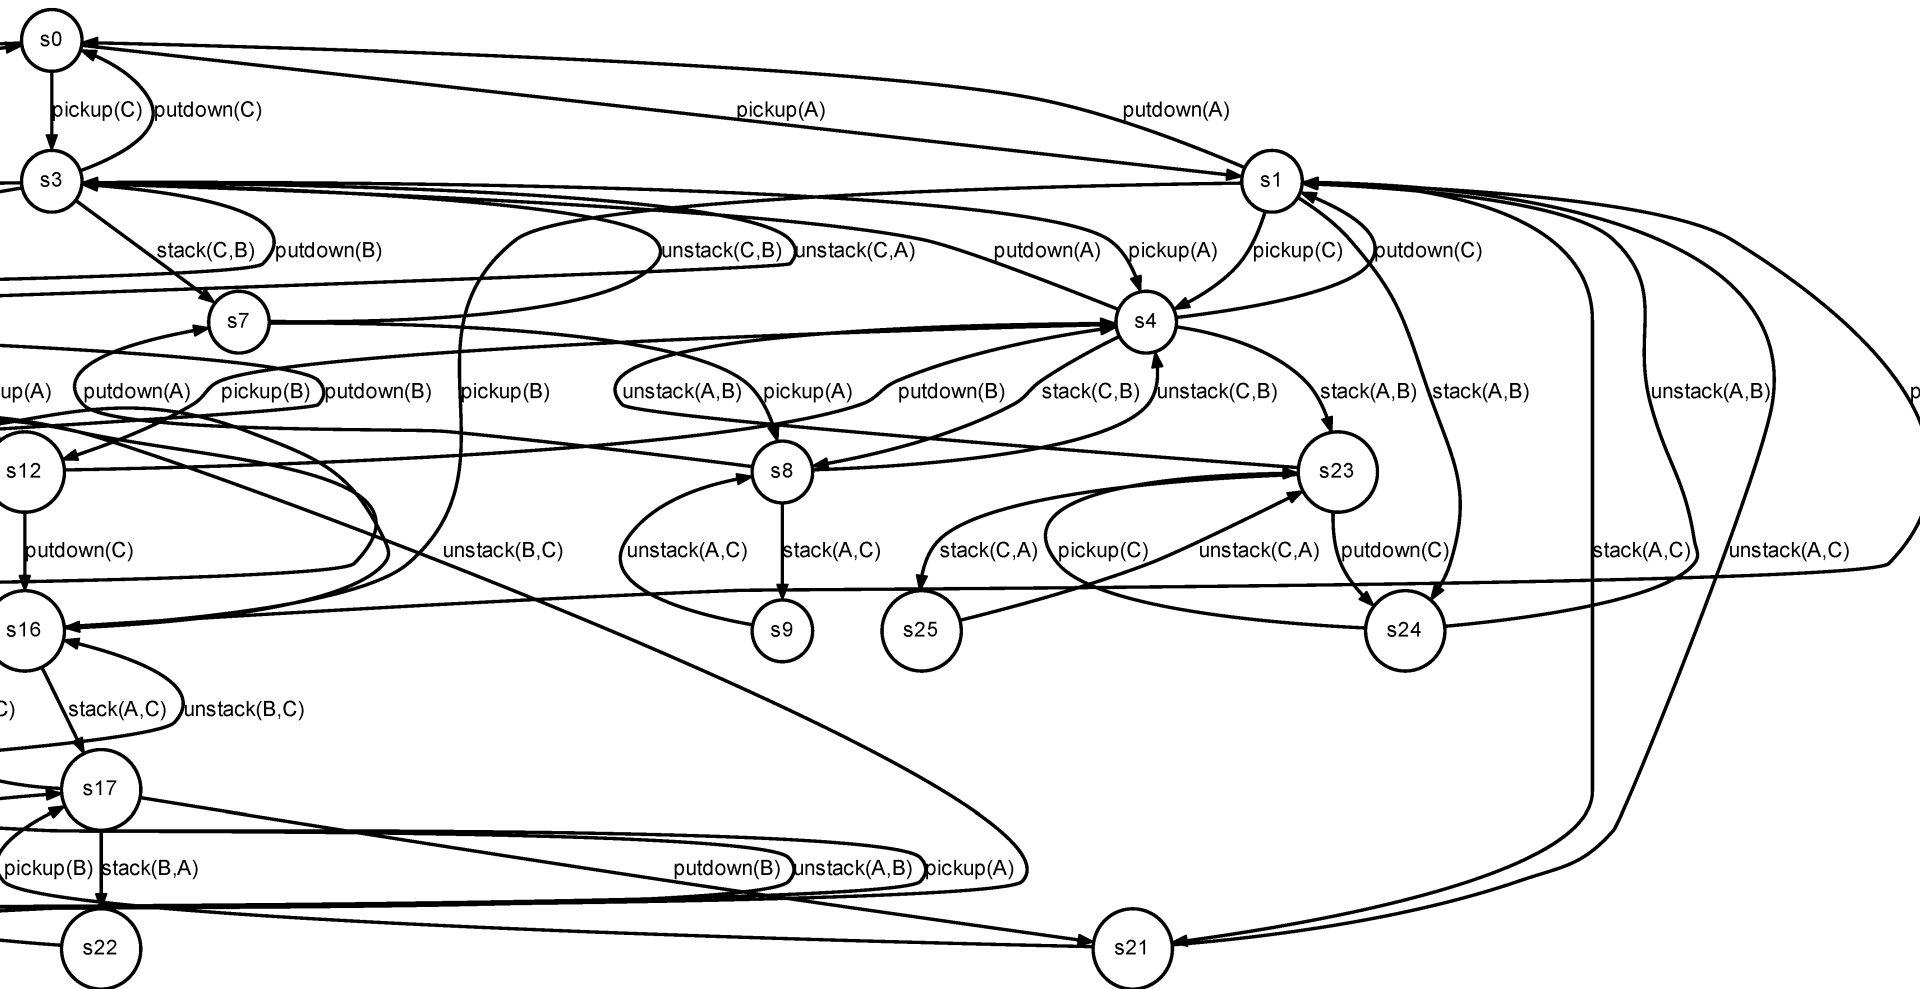 s0
pickup(C)
putdown(C)
pickup(A)
putdown(A)
s3
s1
stack(C,B)
putdown(B)
unstack(C,B)
unstack(C,A)
putdown(A)
pickup(A)
pickup(C)
putdown(C)
s7
s4
up(A)
putdown(A)
pickup(B)
putdown(B)
pickup(B)
unstack(A,B)
pickup(A)
putdown(B)
stack(C,B)
unstack(C,B)
stack(A,B)
stack(A,B)
unstack(A,B)
p
s12
s8
s23
putdown(C)
unstack(B,C)
unstack(A,C)
stack(A,C)
stack(C,A)
pickup(C)
unstack(C,A)
putdown(C)
stack(A,C)
unstack(A,C)
s16
s9
s25
s24
C)
stack(A,C)
unstack(B,C)
s17
pickup(B)
stack(B,A)
putdown(B)
unstack(A,B)
pickup(A)
s22
s21